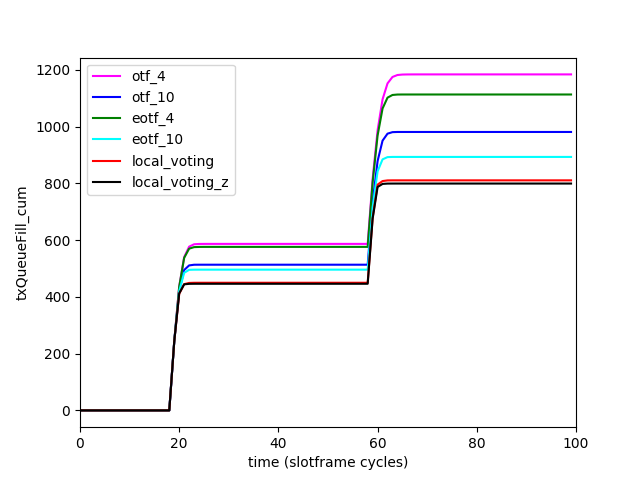 1200
1000
800
600
400
200
0
txQueueFill_cum
otf_4
otf_10
eotf_4
eotf_10
local_voting
local_voting_z
0 20 40 60 80 100
time (slotframe cycles)